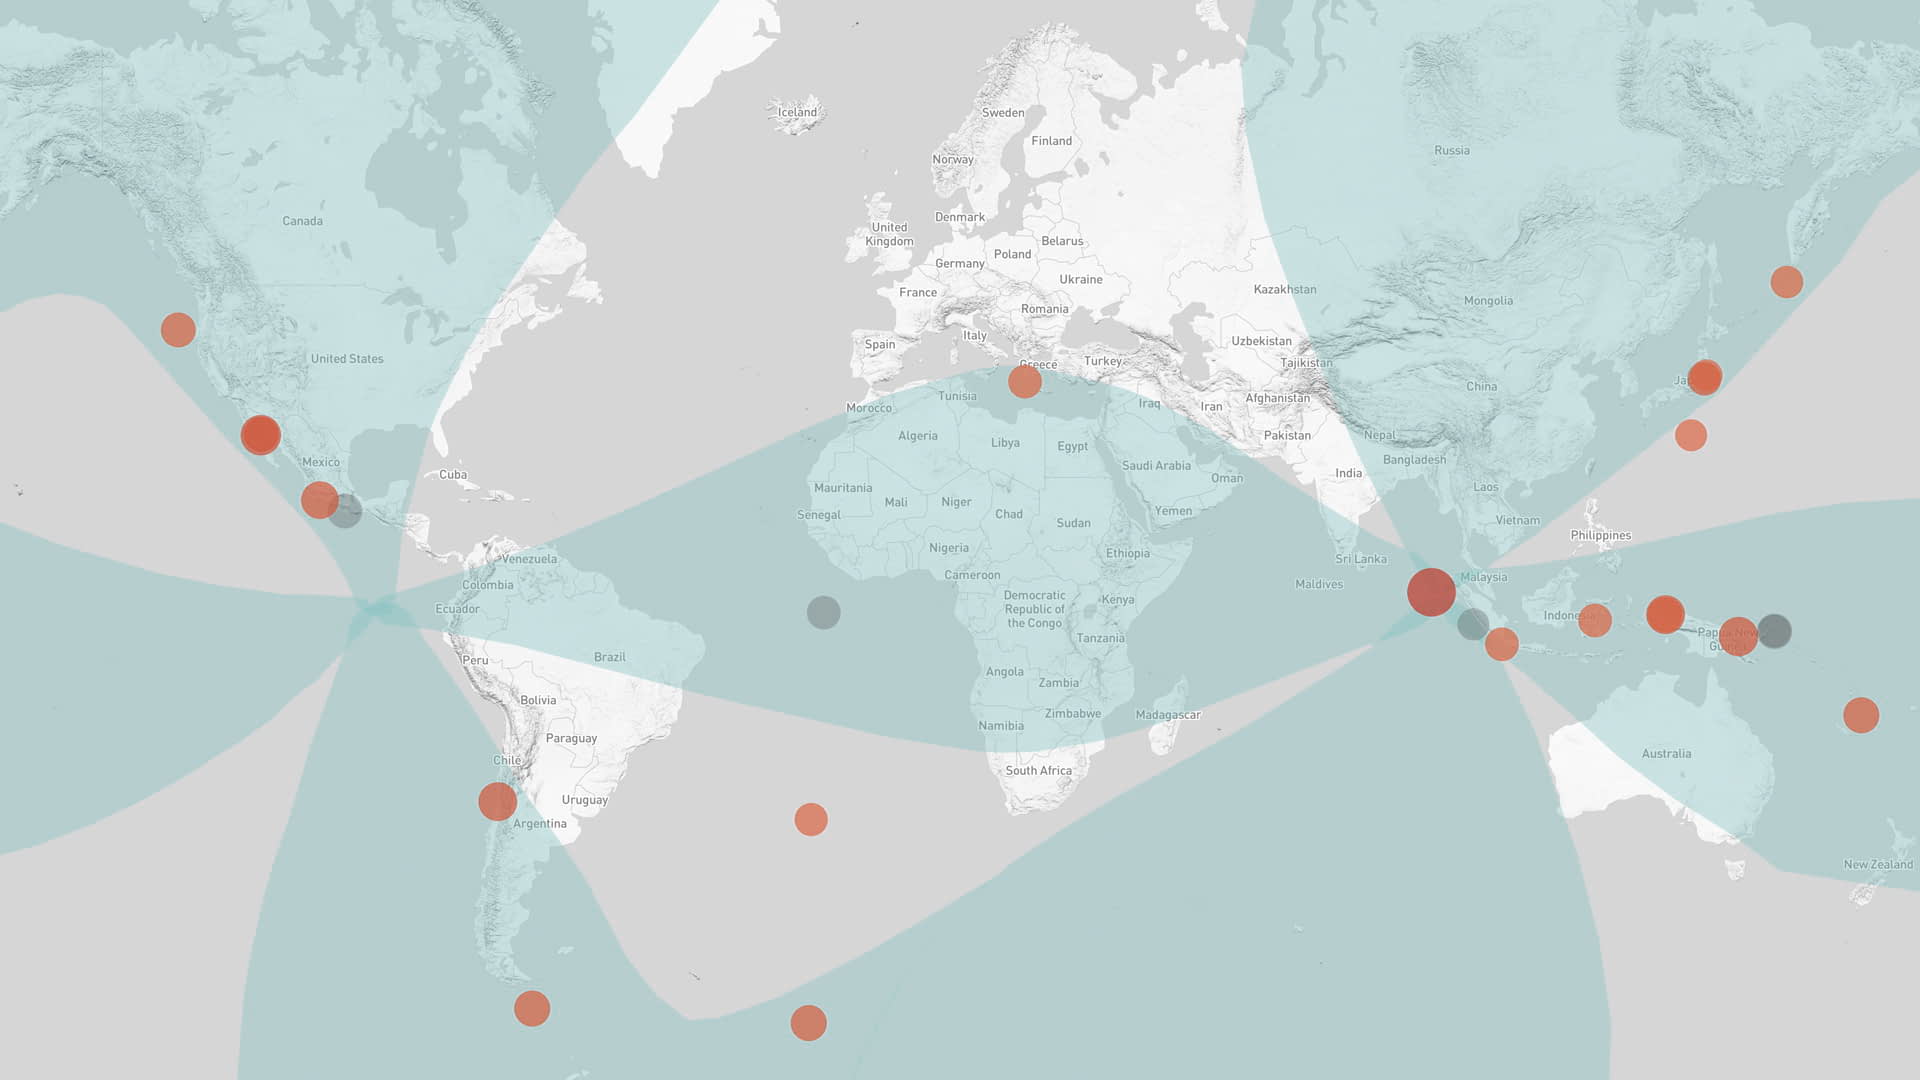 Iceland
Sweden
Finland
Russia
Norway
Canada
Denmark
United
Kingdom
Belarus
Poland
Germany
Ukraine
Kazakhstan
France
Mongolia
Romania
Italy
Spain
Uzbekistan
United States
Greece
Turkey
Tajikistan
China
Tunisia
Afghanistan
Iraq
Iran
Morocco
Algeria
Libya
Egypt
Pakistan
Nepal
Bangladesh
Mexico
Saudi Arabia
Cuba
India
Oman
Mauritania
Mali
Niger
Laos
Senegal
Chad
Sudan
Yemen
Vietnam
Philippines
Nigeria
Ethiopia
Venezuela
Sri Lanka
Cameroon
Malaysia
Colombia
Maldives
Democratic
Republic of
the Congo
Kenya
Ecuador
Indonesia
Papua New
Guinea
Tanzania
Brazil
Peru
Angola
Zambia
Bolivia
Zimbabwe
Madagascar
Namibia
Paraguay
Australia
Chile
South Africa
Uruguay
Argentina
New Zealand